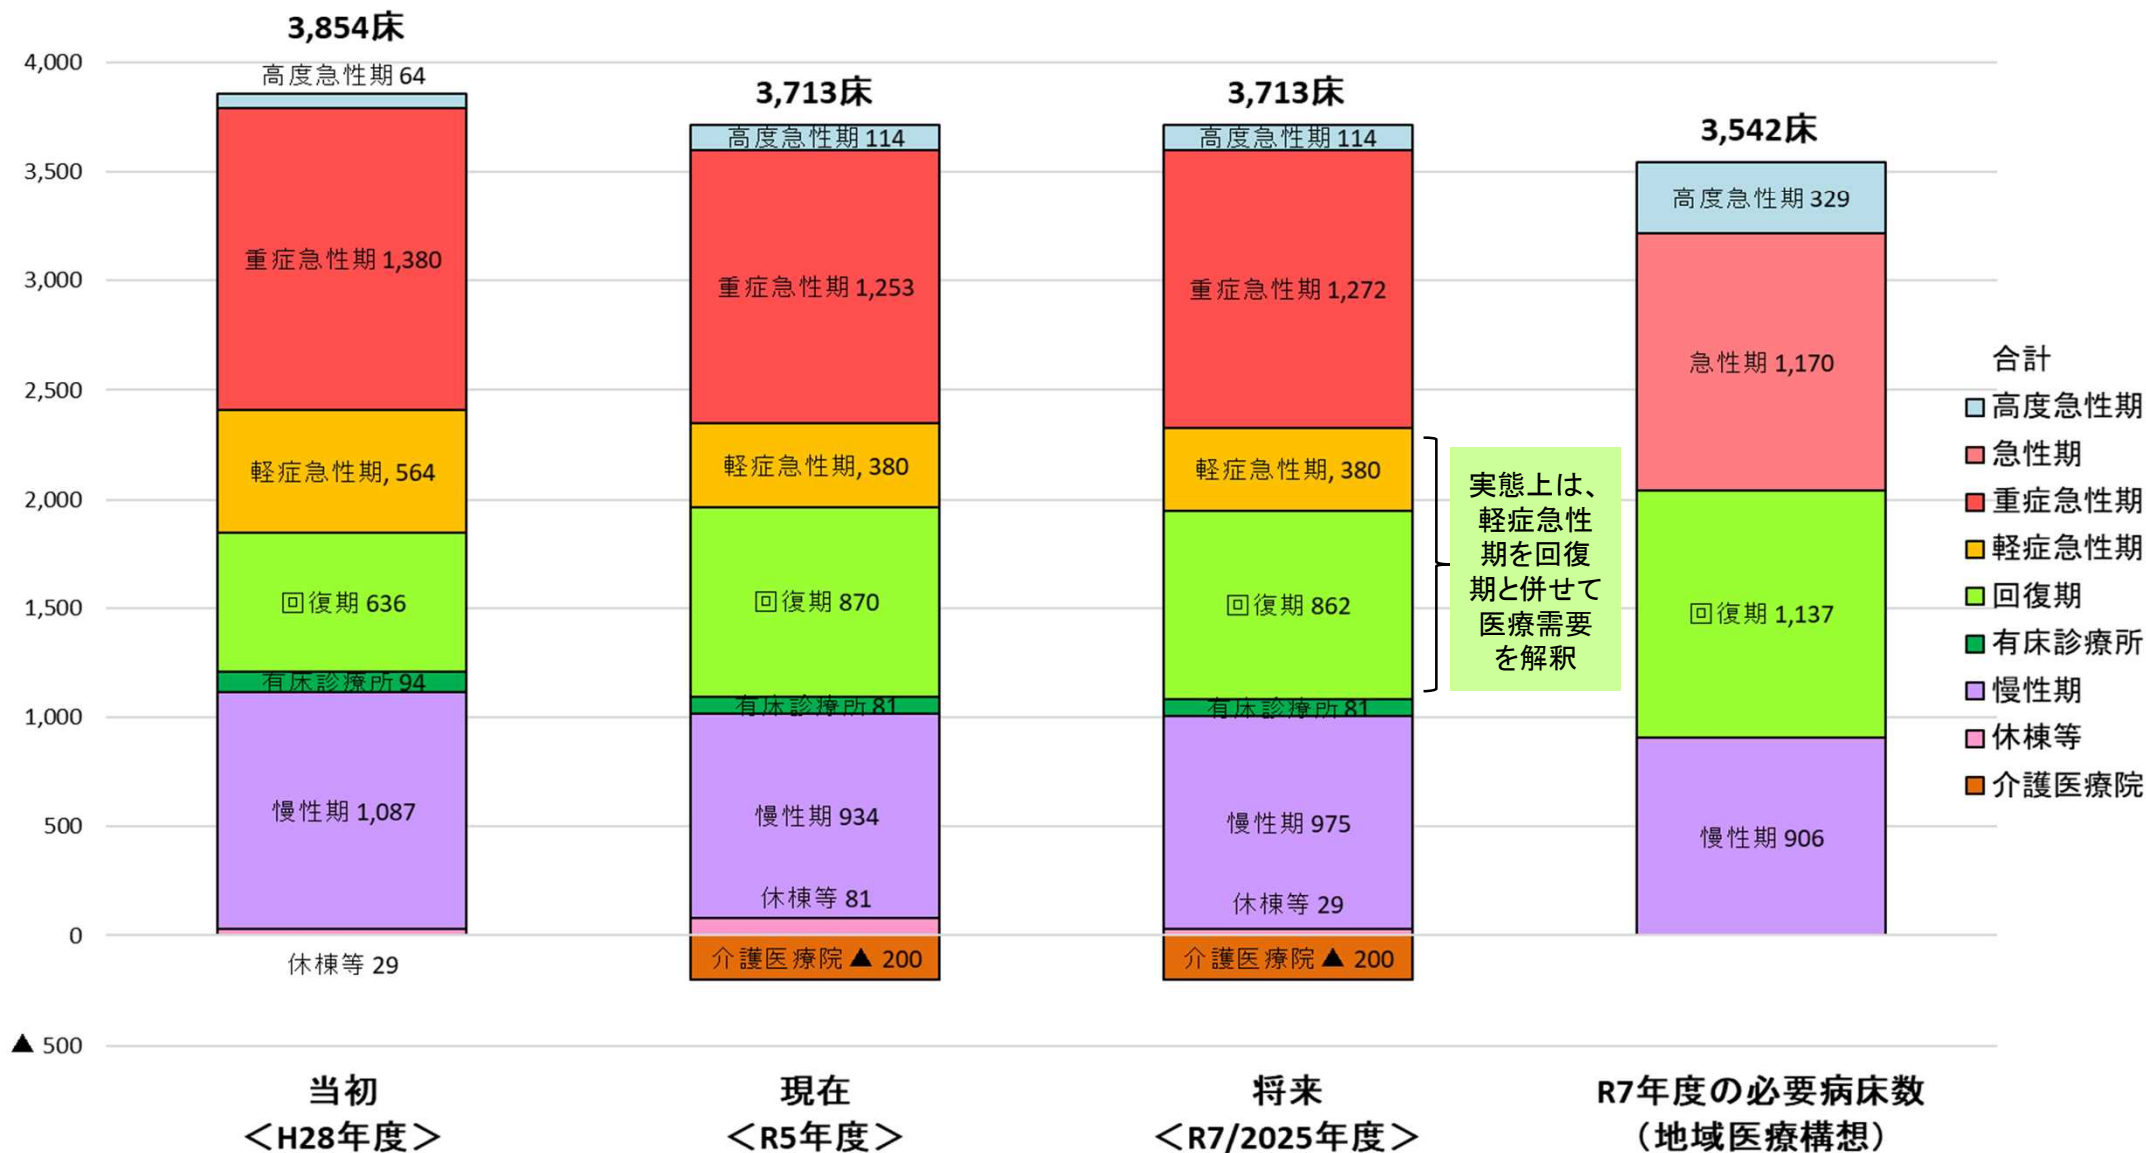 3,854床
4,000
高度急性期 64
3,713床
3,713床
高度急性期 114
高度急性期 114
3,542床
3,500
高度急性期 329
重症急性期 1,380
重症急性期 1,253
重症急性期 1,272
3,000
急性期 1,170
2,500
軽症急性期, 564
軽症急性期, 380
軽症急性期, 380
2,000
実態上は、
軽症急性
期を回復
期と併せて
医療需要
を解釈
1,500
回復期 636
回復期 870
回復期 862
回復期 1,137
有床診療所 94
有床診療所 81
有床診療所 81
1,000
慢性期 1,087
慢性期 934
慢性期 975
慢性期 906
500
休棟等 81
休棟等 29
0
休棟等 29
介護医療院 ▲ 200
介護医療院 ▲ 200
▲ 500
合計
高度急性期
急性期
重症急性期
軽症急性期
回復期
有床診療所
慢性期
休棟等
介護医療院
当初
＜H28年度＞
現在
＜R5年度＞
将来
＜R7/2025年度＞
R7年度の必要病床数
（地域医療構想）